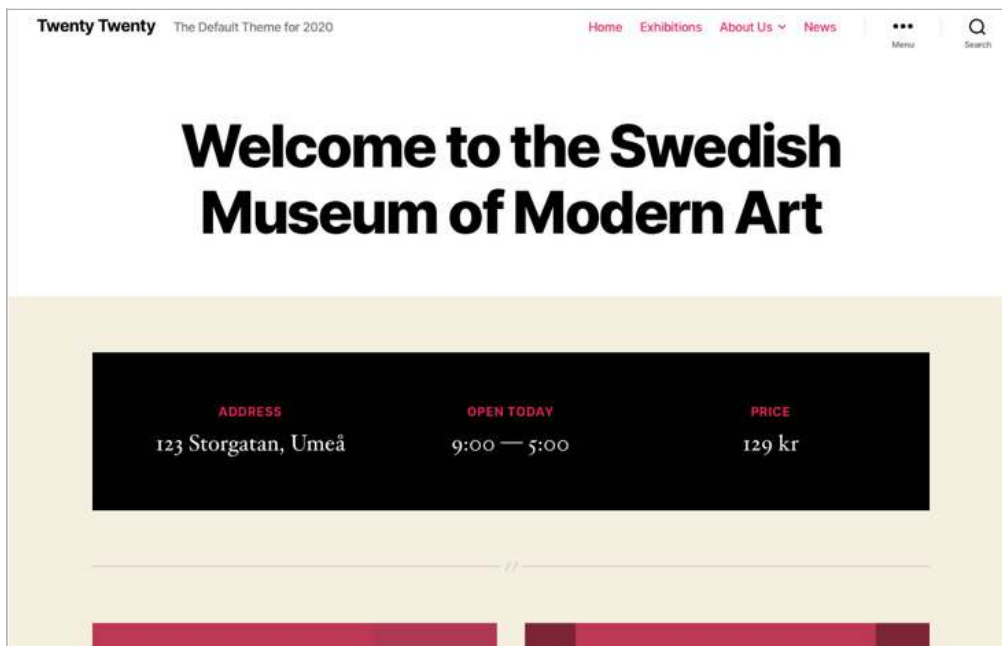 Twenty Twenty The Default Theme for 2020 Home Exhibitions About Us News Menu Search
Welcome to the Swedish
Museum of Modern Art
ADDRESS OPEN TODAY PRICE
123 Storgatan, Umeå 9:00 — 5:00 129 kr
//